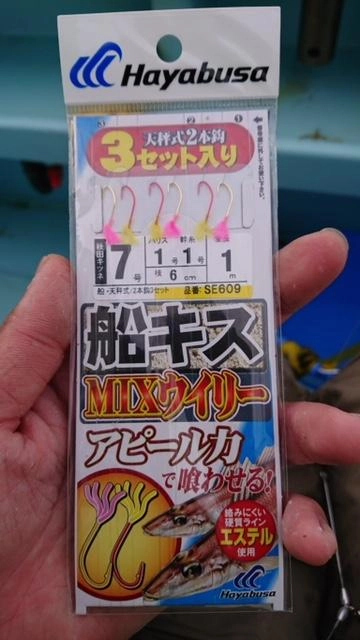 Hayabusa
③ ② ①
天秤式2本鈎
3セット入り
秋田キツネ 7号
ハリス 幹糸 全長
1号 1号 1m
枝 6cm
船・天秤式/2本鈎3セット 品番 SE609
船キス
MIXウイリー
アピール力
で喰わせる!
絡みにくい
硬質ライン
エステル
使用
Hayabusa